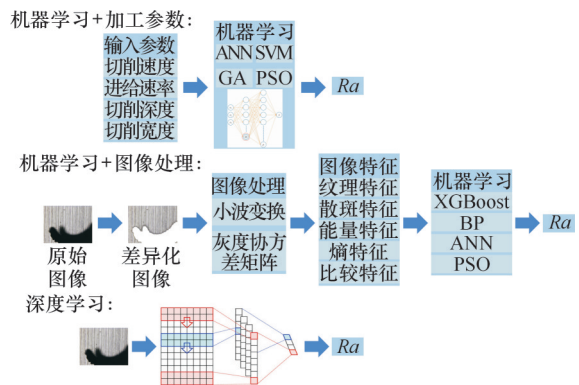 机器学习+加工参数:
输入参数
切削速度
进给速率
切削深度
切削宽度
机器学习
ANN SVM
GA PSO
Ra
机器学习+图像处理:
原始
图像
差异化
图像
图像处理
小波变换
灰度协方
差矩阵
图像特征
纹理特征
散斑特征
能量特征
熵特征
比较特征
机器学习
XGBoost
BP
ANN
PSO
Ra
深度学习:
Ra